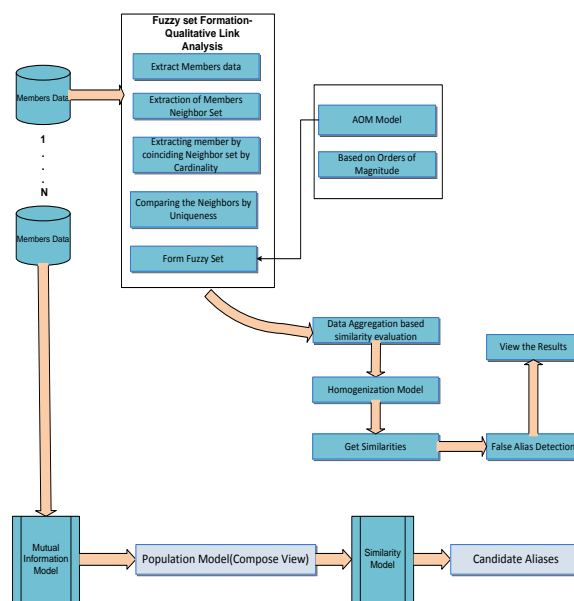 Fuzzy set Formation-
Qualitative Link
Analysis
Extract Members data
Members Data
Extraction of Members
Neighbor Set
AOM Model
1
.
.
.
.
N
Extracting member by
coinciding Neighbor set by
Cardinality
Based on Orders of
Magnitude
Comparing the Neighbors by
Uniqueness
Members Data
Form Fuzzy Set
Data Aggregation based
similarity evaluation
View the Results
Homogenization Model
Get Similarities
False Alias Detection
Mutual
Information
Model
Population Model(Compose View)
Similarity
Model
Candidate Aliases